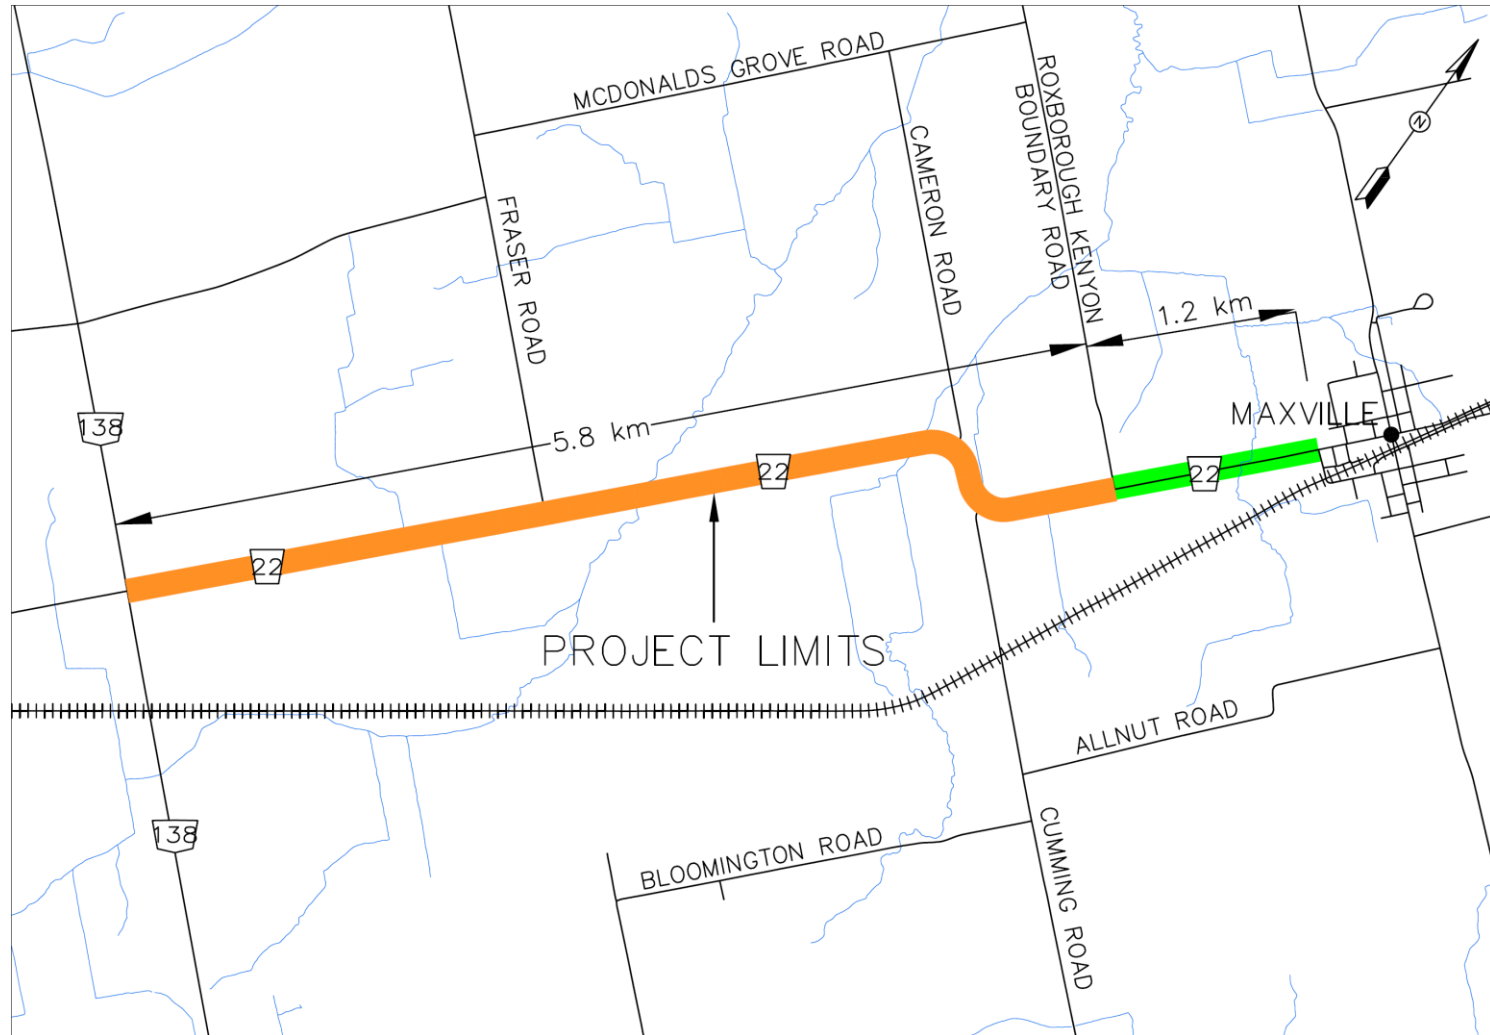 MCDONALDS GROVE ROAD
ROXBOROUGH KENYON
BOUNDARY ROAD
N
CAMERON ROAD
FRASER ROAD
1.2 km
138
5.8 km
MAXVILLE
22
22
22
PROJECT LIMITS
ALLNUT ROAD
138
BLOOMINGTON ROAD
CUMMING ROAD